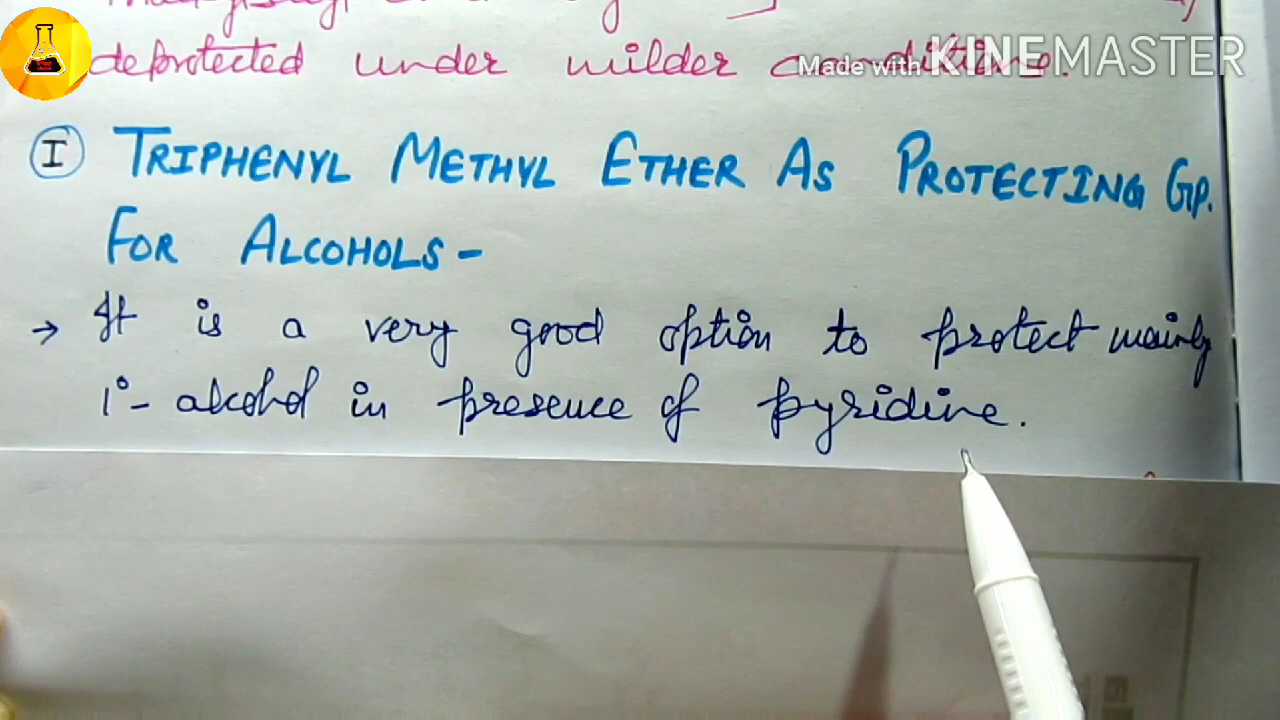 deprotected under milder conditions.
Made with KINEMASTER
I TRIPHENYL METHYL ETHER AS PROTECTING GP.
FOR ALCOHOLS -
→ It is a very good option to protect mainly
1°- alcohol in presence of pyridine.